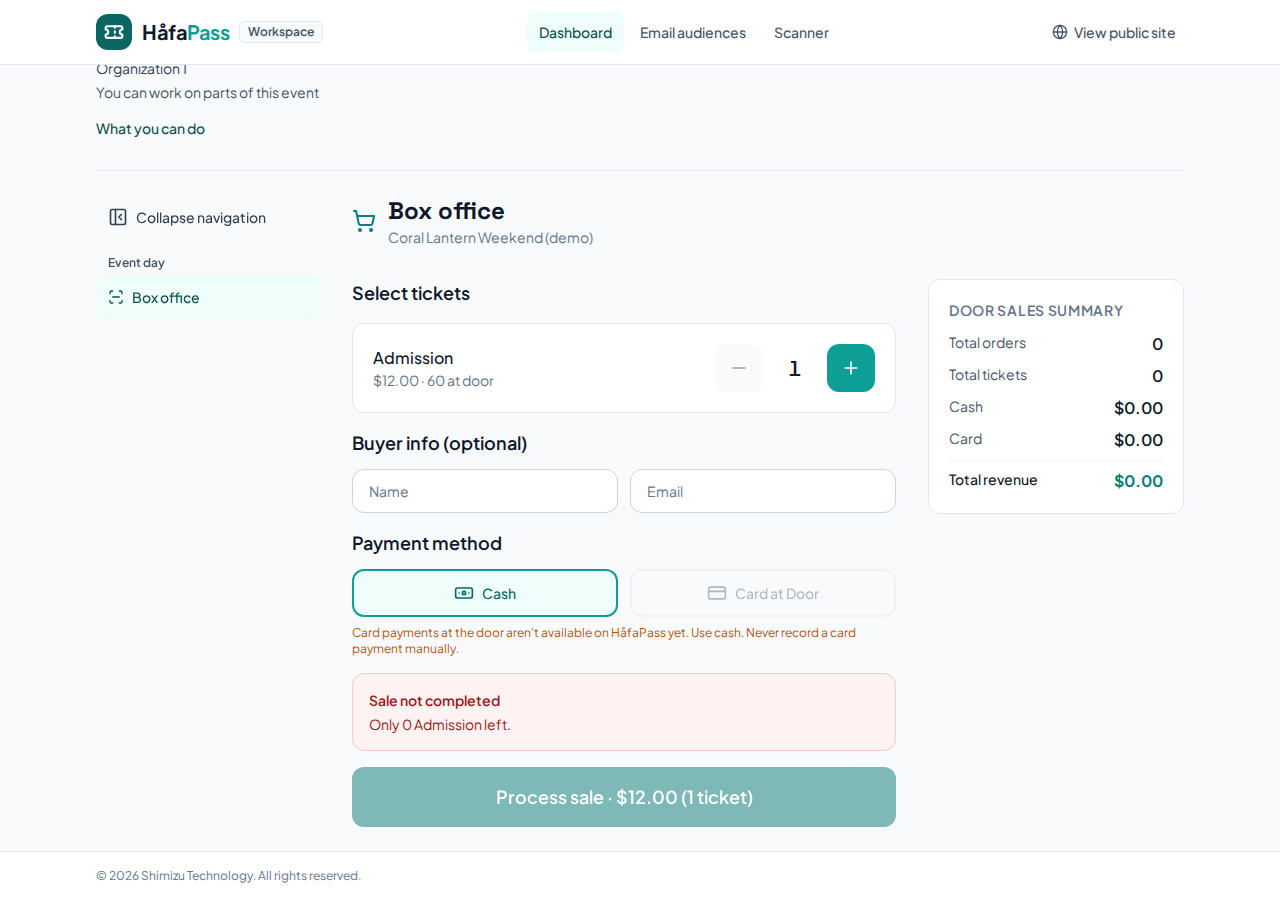 HåfaPass
Workspace
Dashboard
Email audiences
Scanner
View public site
Organization 1
You can work on parts of this event
What you can do
Collapse navigation
Event day
Box office
Box office
Coral Lantern Weekend (demo)
Select tickets
Admission
$12.00 · 60 at door
1
Buyer info (optional)
Name
Email
Payment method
Cash
Card at Door
Card payments at the door aren't available on HåfaPass yet. Use cash. Never record a card
payment manually.
Sale not completed
Only 0 Admission left.
Process sale · $12.00 (1 ticket)
DOOR SALES SUMMARY
Total orders 0
Total tickets 0
Cash $0.00
Card $0.00
Total revenue $0.00
© 2026 Shimizu Technology. All rights reserved.